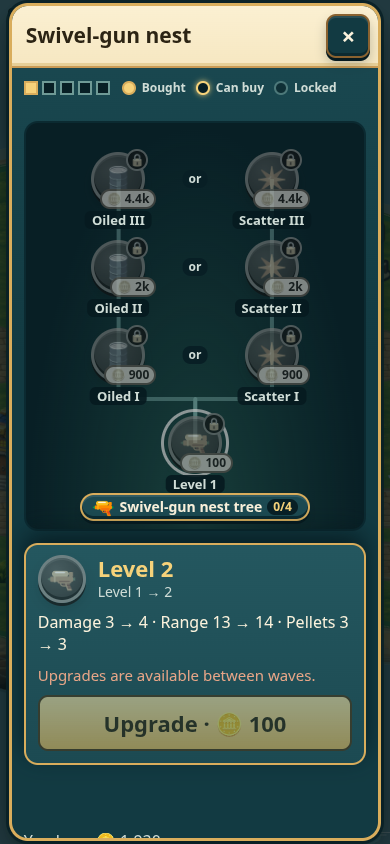 Swivel-gun nest
×
Bought Can buy Locked
4.4k or 4.4k
Oiled III Scatter III
2k or 2k
Oiled II Scatter II
900 or 900
Oiled I Scatter I
100
Level 1
Swivel-gun nest tree 0/4
Level 2
Level 1 → 2
Damage 3 → 4 · Range 13 → 14 · Pellets 3
→ 3
Upgrades are available between waves.
Upgrade · 100